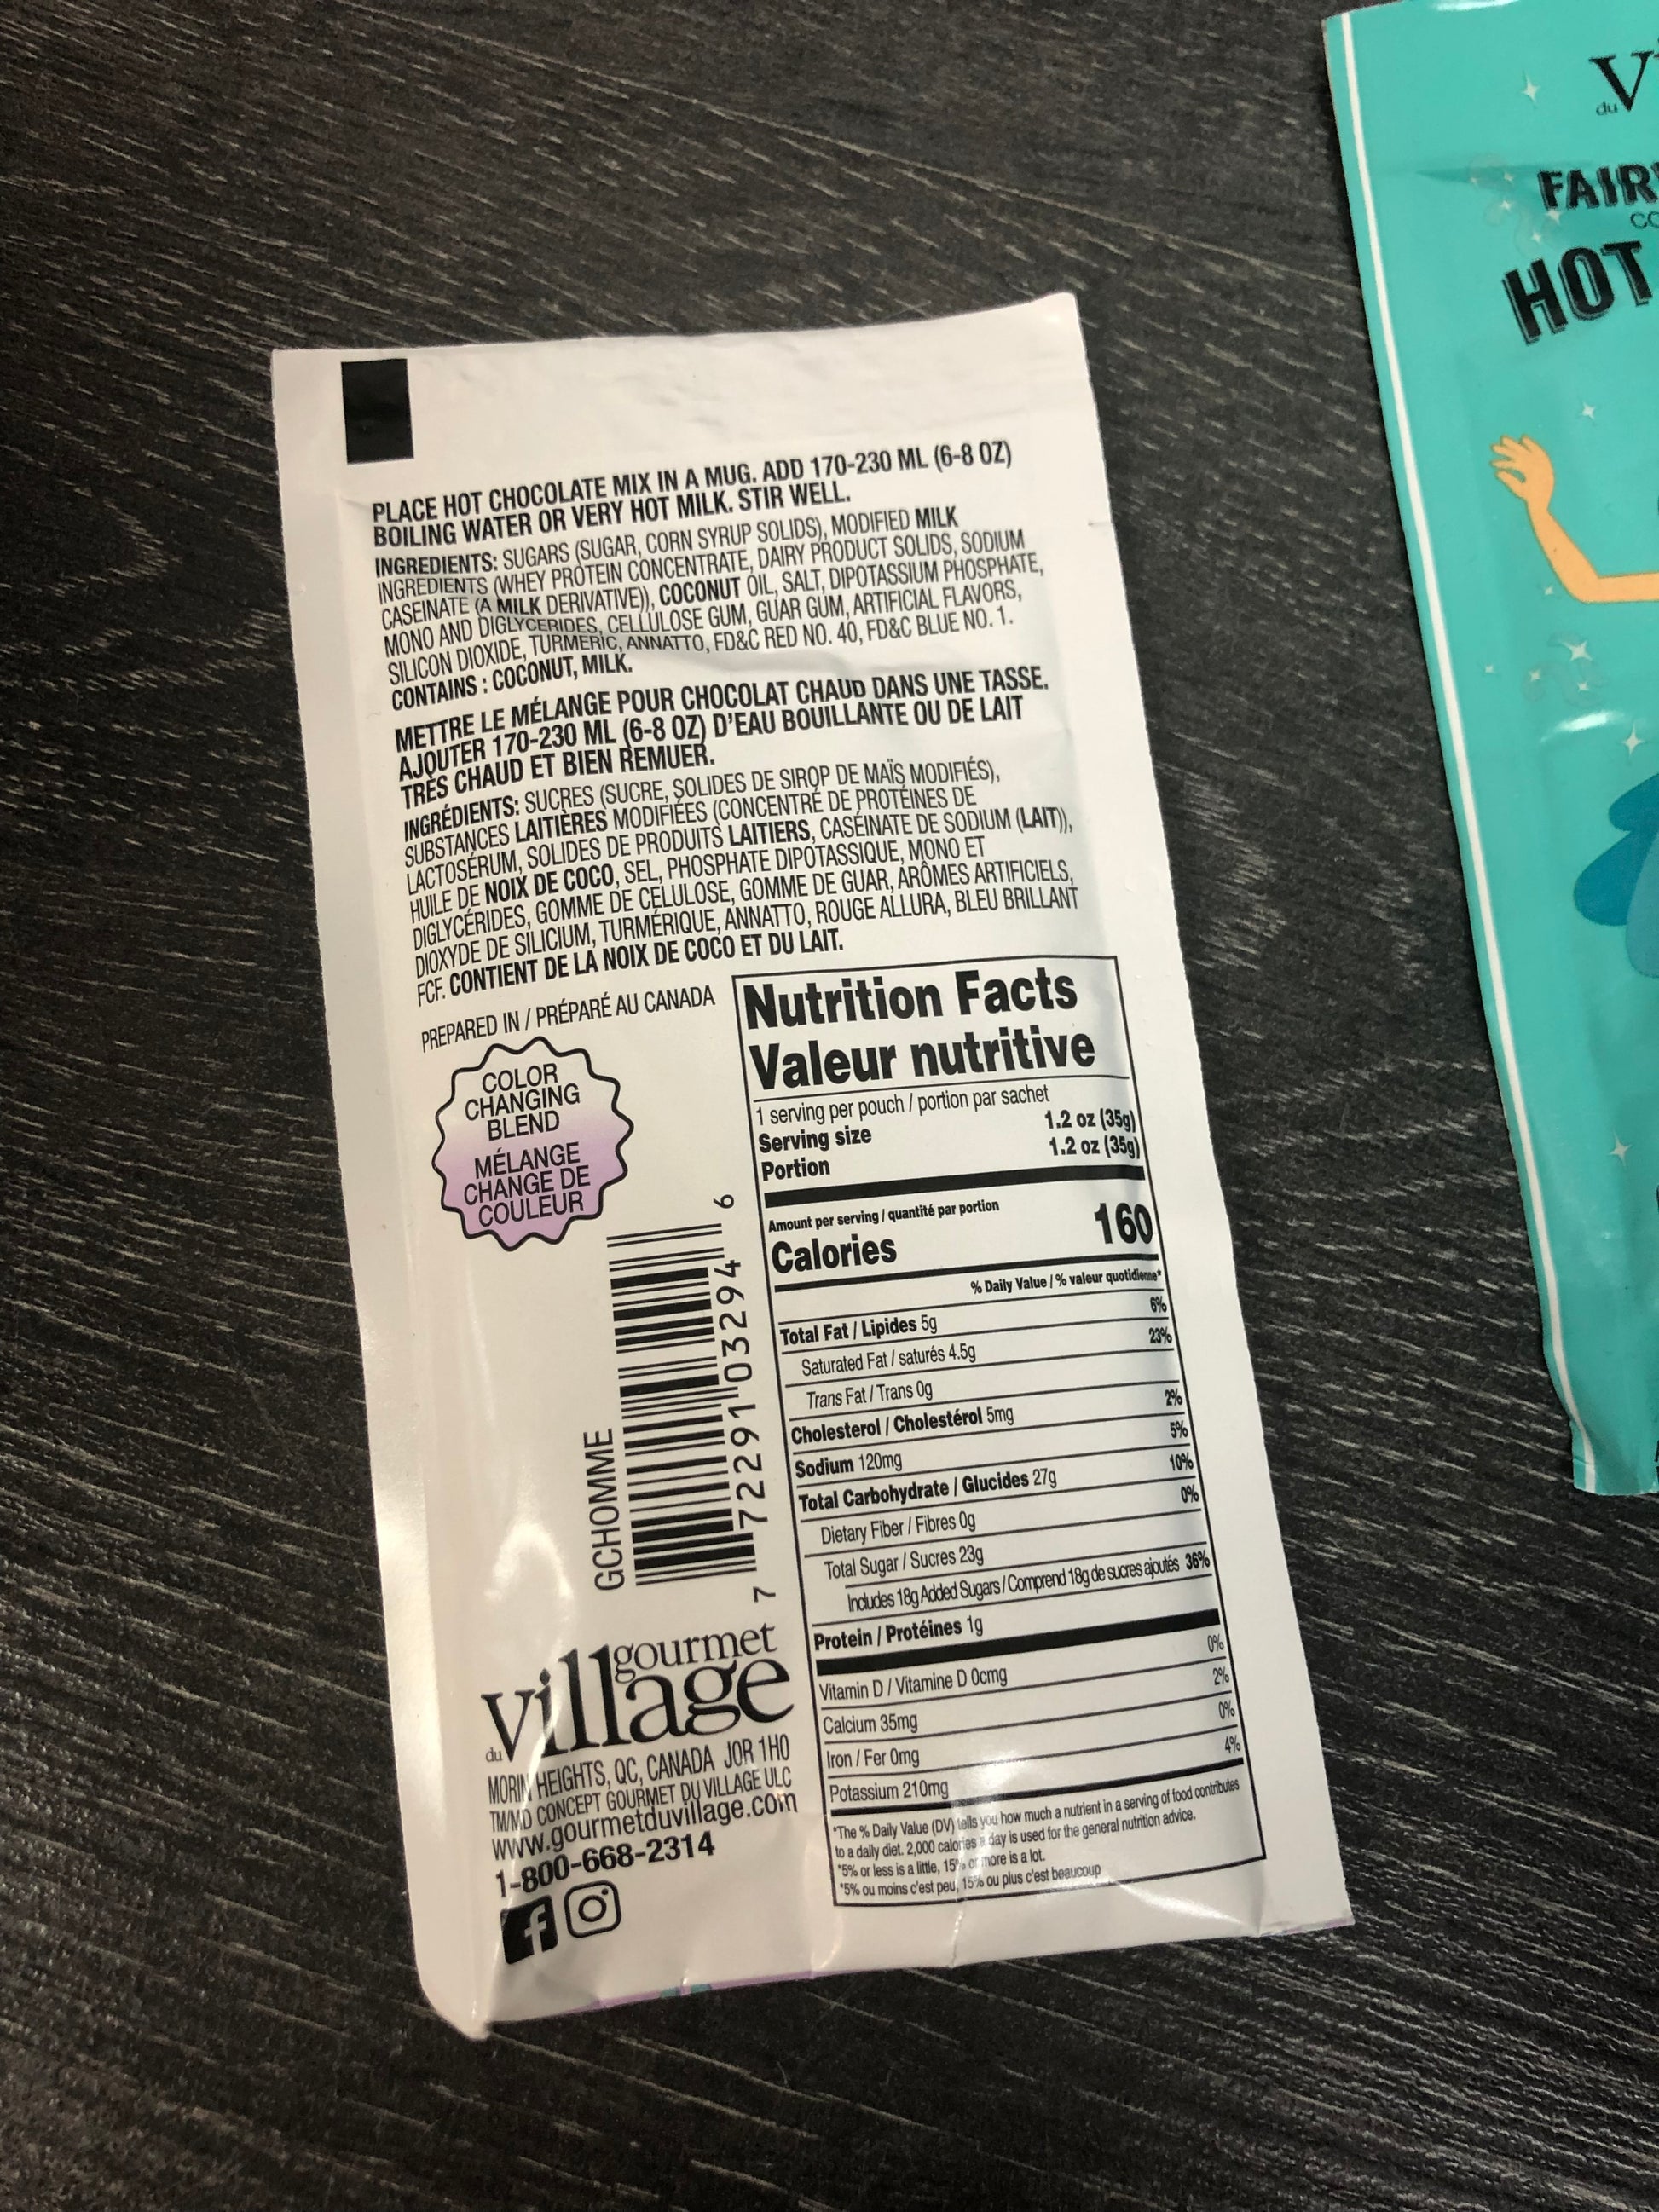 PLACE HOT CHOCOLATE MIX IN A MUG. ADD 170-230 ML (6-8 OZ)
BOILING WATER OR VERY HOT MILK. STIR WELL.
INGREDIENTS: SUGARS (SUGAR, CORN SYRUP SOLIDS), MODIFIED MILK
INGREDIENTS (WHEY PROTEIN CONCENTRATE, DAIRY PRODUCT SOLIDS, SODIUM
CASEINATE (A MILK DERIVATIVE)), COCONUT OIL, SALT, DIPOTASSIUM PHOSPHATE,
MONO AND DIGLYCERIDES, CELLULOSE GUM, GUAR GUM, ARTIFICIAL FLAVORS,
SILICON DIOXIDE, TURMERIC, ANNATTO, FD&C RED NO. 40, FD&C BLUE NO. 1.
CONTAINS : COCONUT, MILK.
METTRE LE MÉLANGE POUR CHOCOLAT CHAUD DANS UNE TASSE.
AJOUTER 170-230 ML (6-8 OZ) D'EAU BOUILLANTE OU DE LAIT
TRÈS CHAUD ET BIEN REMUER.
INGRÉDIENTS: SUCRES (SUCRE, SOLIDES DE SIROP DE MAÏS MODIFIÉS),
SUBSTANCES LAITIÈRES MODIFIÉES (CONCENTRÉ DE PROTÉINES DE
LACTOSÉRUM, SOLIDES DE PRODUITS LAITIERS, CASÉINATE DE SODIUM (LAIT)),
HUILE DE NOIX DE COCO, SEL, PHOSPHATE DIPOTASSIQUE, MONO ET
DIGLYCÉRIDES, GOMME DE CELULOSE, GOMME DE GUAR, ARÔMES ARTIFICIELS,
DIOXYDE DE SILICIUM, TURMÉRIQUE, ANNATTO, ROUGE ALLURA, BLEU BRILLANT
FCF. CONTIENT DE LA NOIX DE COCO ET DU LAIT.
PREPARED IN / PRÉPARÉ AU CANADA
COLOR
CHANGING
BLEND
MÉLANGE
CHANGE DE
COULEUR
GCHOMME
7 72291 03294 6
gourmet
du village
MORIN HEIGHTS, QC, CANADA J0R 1H0
TM/MD CONCEPT GOURMET DU VILLAGE ULC
www.gourmetduvillage.com
1-800-668-2314
Nutrition Facts
Valeur nutritive
1 serving per pouch / portion par sachet
Serving size 1.2 oz (35g)
Portion 1.2 oz (35g)
Amount per serving / quantité par portion
Calories 160
% Daily Value / % valeur quotidienne*
Total Fat / Lipides 5g 6%
Saturated Fat / saturés 4.5g 23%
Trans Fat / Trans 0g
Cholesterol / Cholestérol 5mg 2%
Sodium 120mg 5%
Total Carbohydrate / Glucides 27g 10%
Dietary Fiber / Fibres 0g 0%
Total Sugar / Sucres 23g
Includes 18g Added Sugars / Comprend 18g de sucres ajoutés 36%
Protein / Protéines 1g
Vitamin D / Vitamine D 0cmg 0%
Calcium 35mg 2%
Iron / Fer 0mg 0%
Potassium 210mg 4%
*The % Daily Value (DV) tells you how much a nutrient in a serving of food contributes
to a daily diet. 2,000 calories a day is used for the general nutrition advice.
*5% or less is a little, 15% or more is a lot.
*5% ou moins c'est peu, 15% ou plus c'est beaucoup
du
HOT